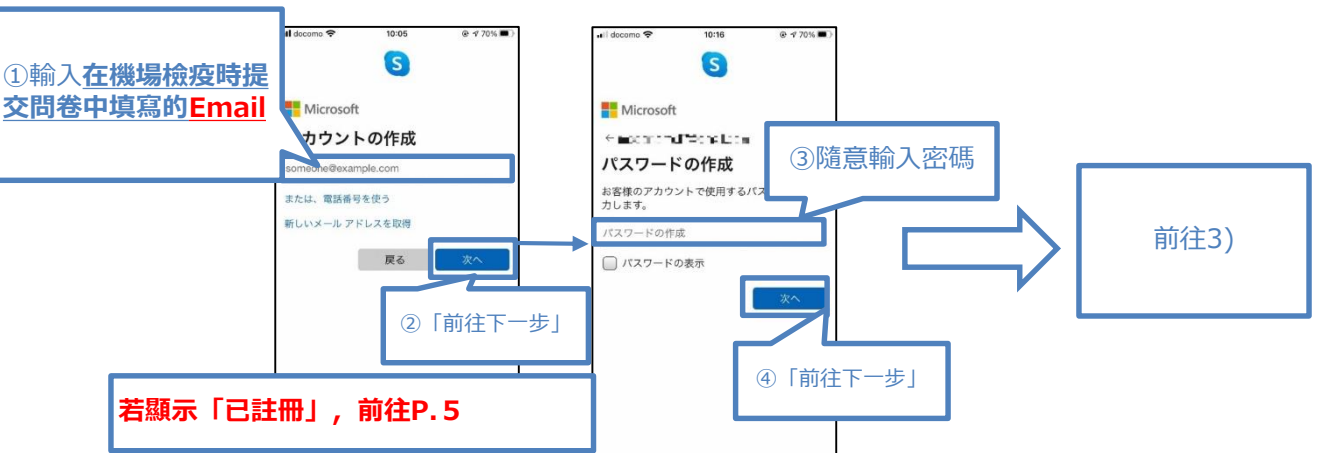 ①輸入在機場檢疫時提
交問卷中填寫的Email
docomo
10:05
70%
S
Microsoft
カウントの作成
someone@example.com
または、電話番号を使う
新しいメール アドレスを取得
戻る
次へ
②「前往下一步」
若顯示「已註冊」，前往P.５
docomo
10:16
70%
S
Microsoft
←
パスワードの作成
お客様のアカウントで使用するパス
力します。
パスワードの作成
パスワードの表示
次へ
③隨意輸入密碼
④「前往下一步」
前往3)